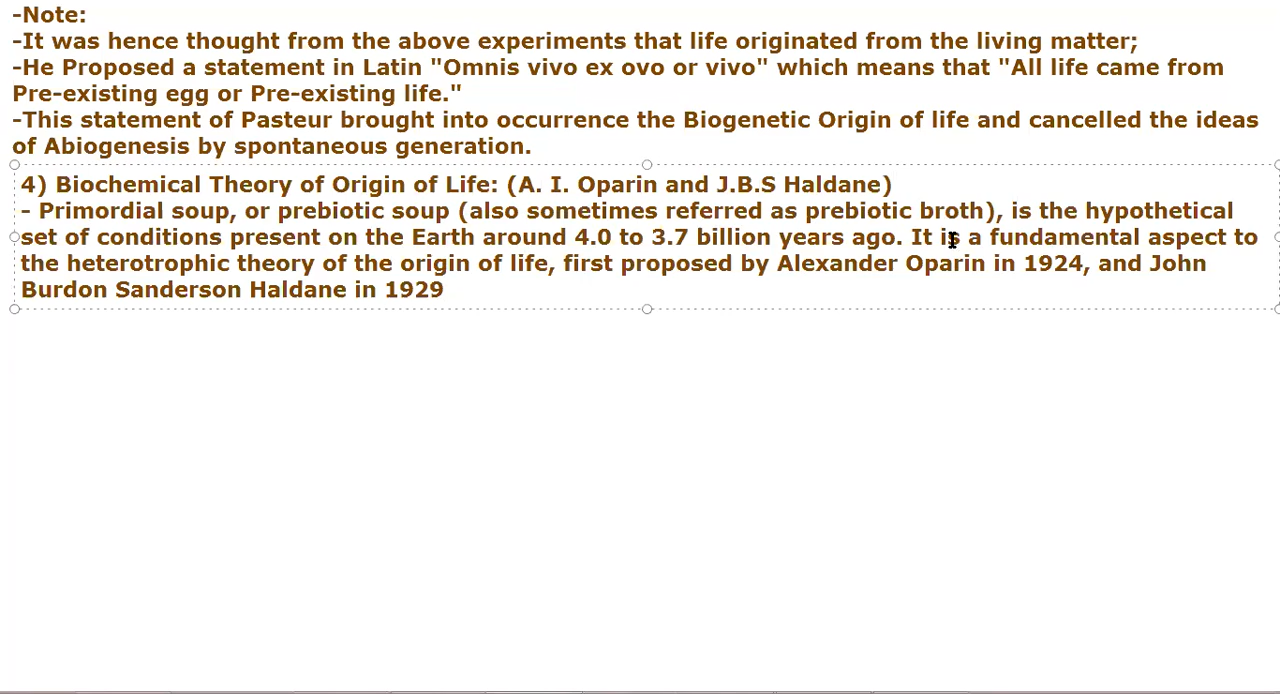 -Note:
-It was hence thought from the above experiments that life originated from the living matter;
-He Proposed a statement in Latin "Omnis vivo ex ovo or vivo" which means that "All life came from
Pre-existing egg or Pre-existing life."
-This statement of Pasteur brought into occurrence the Biogenetic Origin of life and cancelled the ideas
of Abiogenesis by spontaneous generation.
4) Biochemical Theory of Origin of Life: (A. I. Oparin and J.B.S Haldane)
- Primordial soup, or prebiotic soup (also sometimes referred as prebiotic broth), is the hypothetical
set of conditions present on the Earth around 4.0 to 3.7 billion years ago. It is a fundamental aspect to
the heterotrophic theory of the origin of life, first proposed by Alexander Oparin in 1924, and John
Burdon Sanderson Haldane in 1929